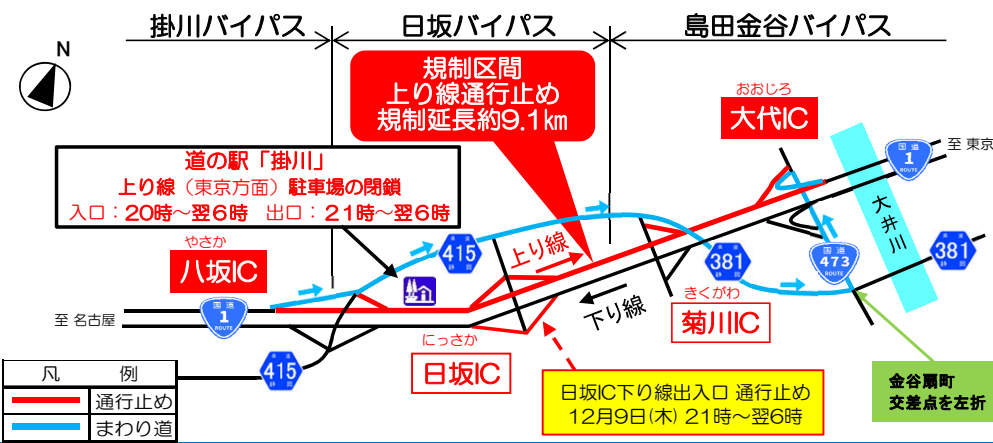 掛川バイパス
日坂バイパス
島田金谷バイパス
N
規制区間
上り線通行止め
規制延長約9.1km
おおじろ
大代IC
国道
1
ROUTE
至 東京
道の駅「掛川」
上り線（東京方面）駐車場の閉鎖
入口：20時～翌6時 出口：21時～翌6時
大井川
やさか
八坂IC
415
上り線
381
国道
473
ROUTE
381
国道
1
ROUTE
至 名古屋
下り線
きくがわ
菊川IC
にっさか
日坂IC
415
凡 例
通行止め
まわり道
日坂IC下り線出入口 通行止め
12月9日(木) 21時～翌6時
金谷扇町
交差点を左折